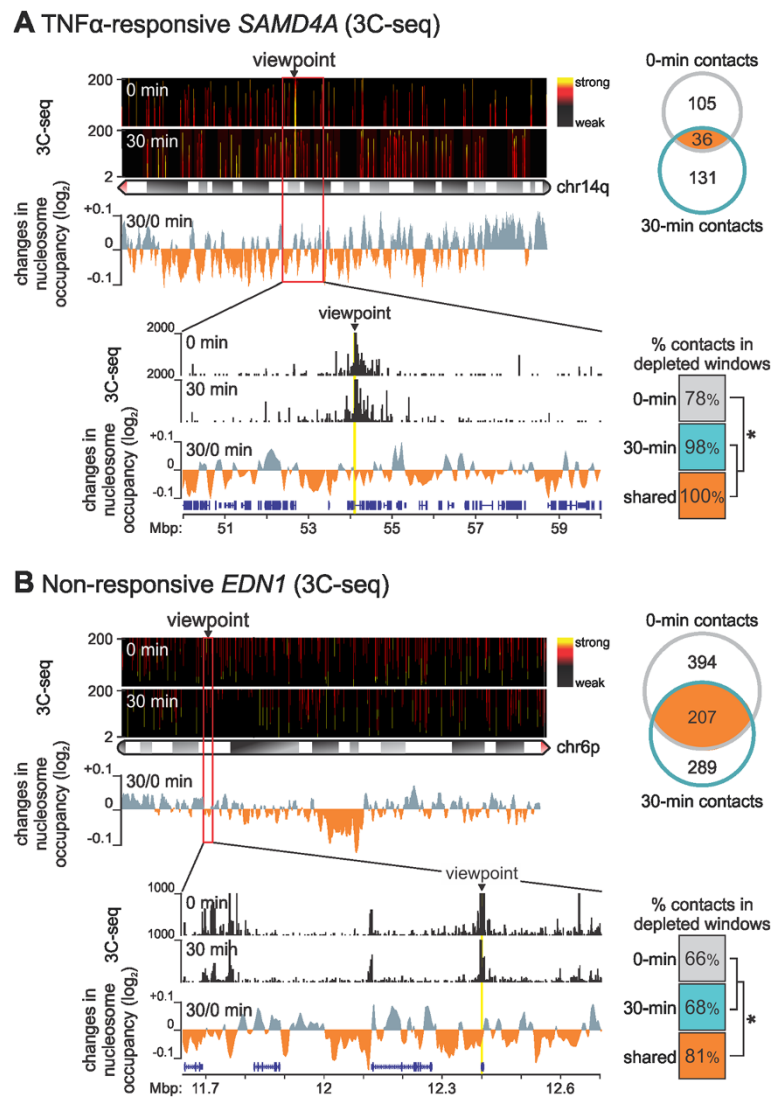 A TNFα-responsive SAMD4A (3C-seq)
viewpoint
200
0 min
200
30 min
2
3C-seq
strong
weak
chr14q
0-min contacts
105
36
131
30-min contacts
changes in
nucleosome
occupancy (log2)
+0.1
0
-0.1
30/0 min
viewpoint
2000
0 min
2000
30 min
3C-seq
changes in
nucleosome
occupancy (log2)
+0.1
0
-0.1
30/0 min
Mbp: 51 53 54 55 57 59
% contacts in
depleted windows
0-min 78%
30-min 98%
shared 100%
*
B Non-responsive EDN1 (3C-seq)
viewpoint
200
0 min
200
30 min
2
3C-seq
strong
weak
chr6p
0-min contacts
394
207
289
30-min contacts
changes in
nucleosome
occupancy (log2)
+0.1
0
-0.1
30/0 min
viewpoint
1000
0 min
1000
30 min
3C-seq
changes in
nucleosome
occupancy (log2)
+0.1
0
-0.1
30/0 min
Mbp: 11.7 12 12.3 12.6
% contacts in
depleted windows
0-min 66%
30-min 68%
shared 81%
*